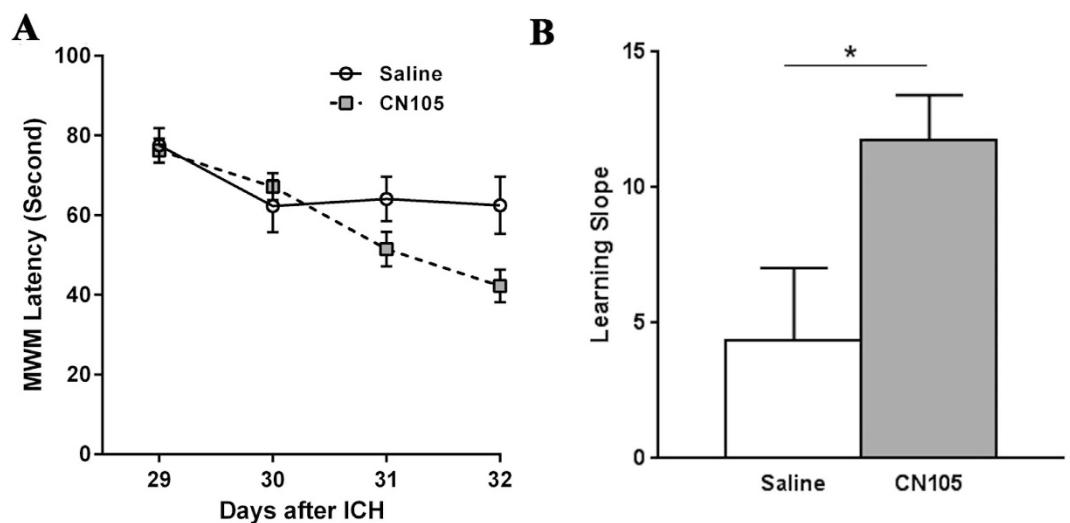 A
MWM Latency (Second)
100
80
60
40
20
0
Saline
CN105
29 30 31 32
Days after ICH
B
Learning Slope
15
10
5
0
*
Saline CN105